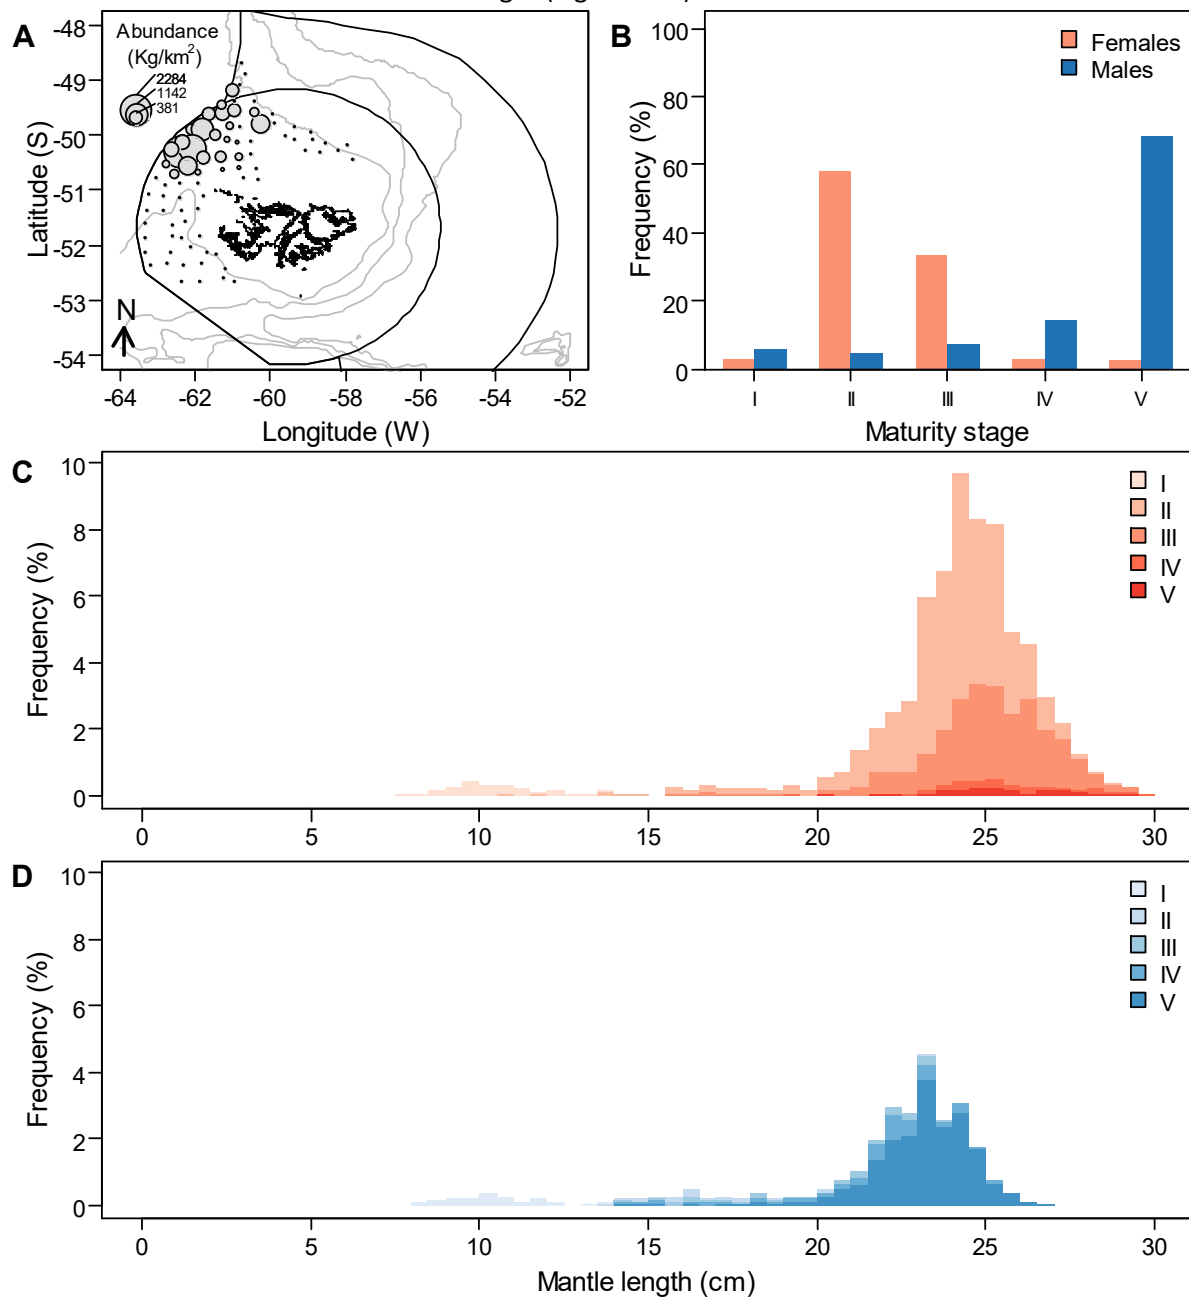 A
Abundance
(Kg/km²)
2284
1142
381
-48
-49
-50
-51
-52
-53
-54
Latitude (S)
N
-64 -62 -60 -58 -56 -54 -52
Longitude (W)
B
Females
Males
100
80
60
40
20
0
Frequency (%)
I II III IV V
Maturity stage
C
I
II
III
IV
V
10
8
6
4
2
0
Frequency (%)
0 5 10 15 20 25 30
D
I
II
III
IV
V
10
8
6
4
2
0
Frequency (%)
0 5 10 15 20 25 30
Mantle length (cm)